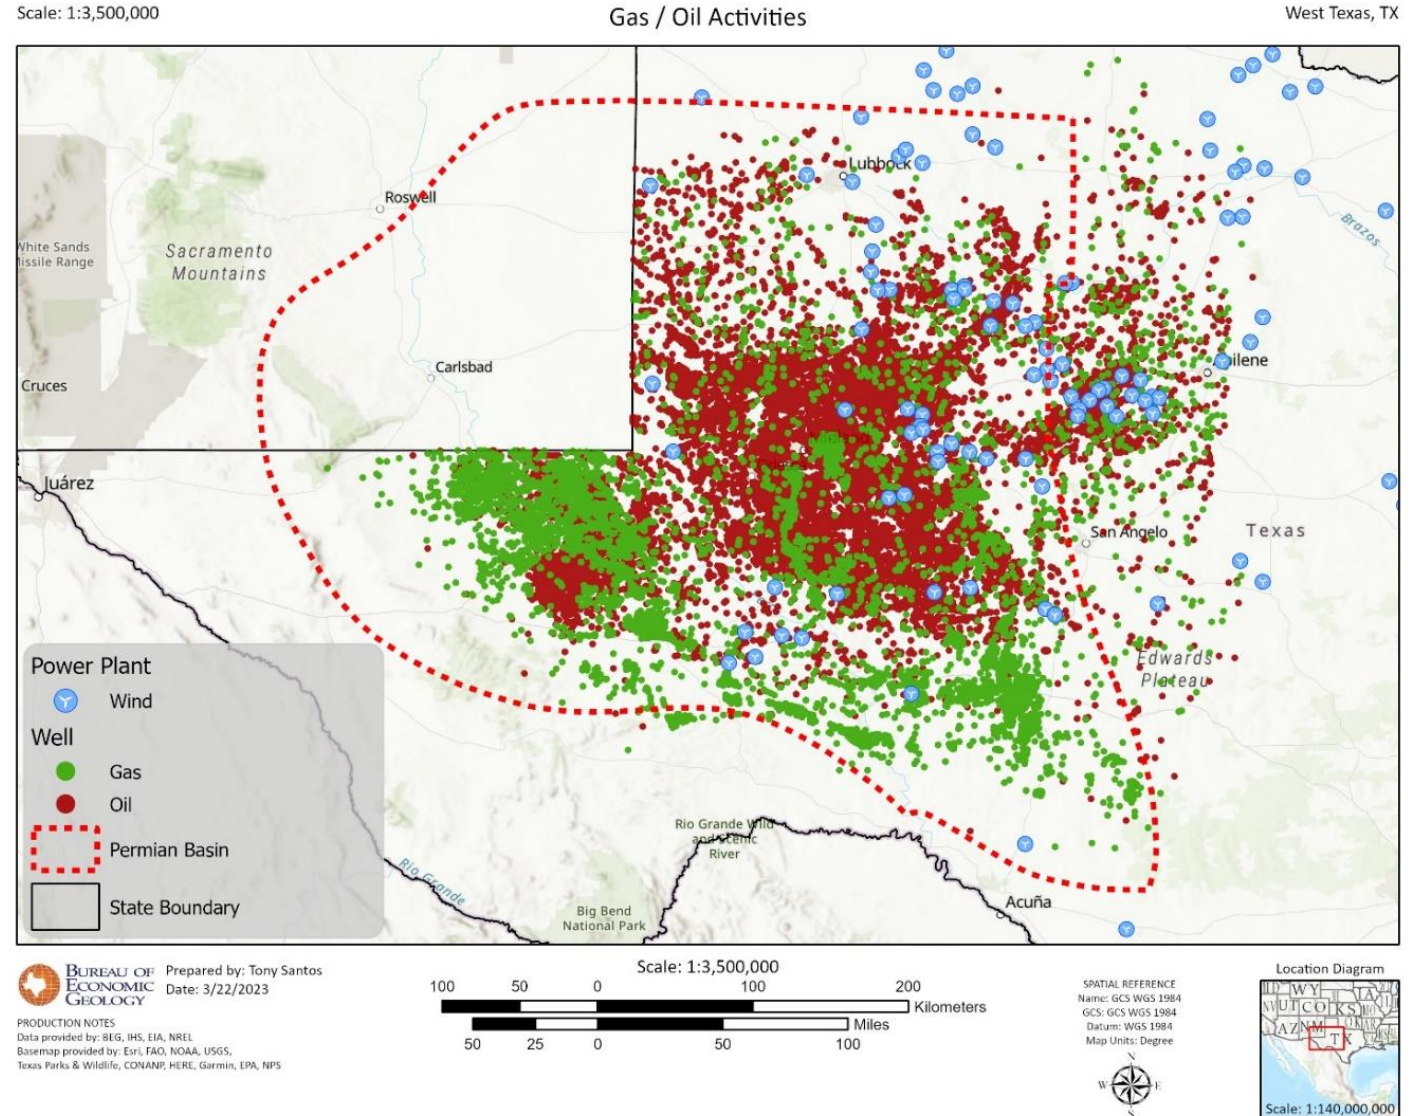 Scale: 1:3,500,000
Gas / Oil Activities
West Texas, TX
Lubbock
Roswell
White Sands
Missile Range
Sacramento
Mountains
Brazos
Carlsbad
Cruces
Abilene
Midland
Juárez
San Angelo
Texas
Edwards
Plateau
Power Plant
Wind
Well
Gas
Oil
Permian Basin
State Boundary
Rio Grande Wild
and Scenic
River
Rio Grande
Big Bend
National Park
Acuña
BUREAU OF
ECONOMIC
GEOLOGY
Prepared by: Tony Santos
Date: 3/22/2023
PRODUCTION NOTES
Data provided by: BEG, IHS, EIA, NREL
Basemap provided by: Esri, FAO, NOAA, USGS,
Texas Parks & Wildlife, CONANP, HERE, Garmin, EPA, NPS
Scale: 1:3,500,000
100 50 0 100 200
Kilometers
Miles
50 25 0 50 100
SPATIAL REFERENCE
Name: GCS WGS 1984
GCS: GCS WGS 1984
Datum: WGS 1984
Map Units: Degree
N
W E
S
Location Diagram
WY
IA
NV UT CO KS
AZ NM
TX
Scale: 1:140,000,000